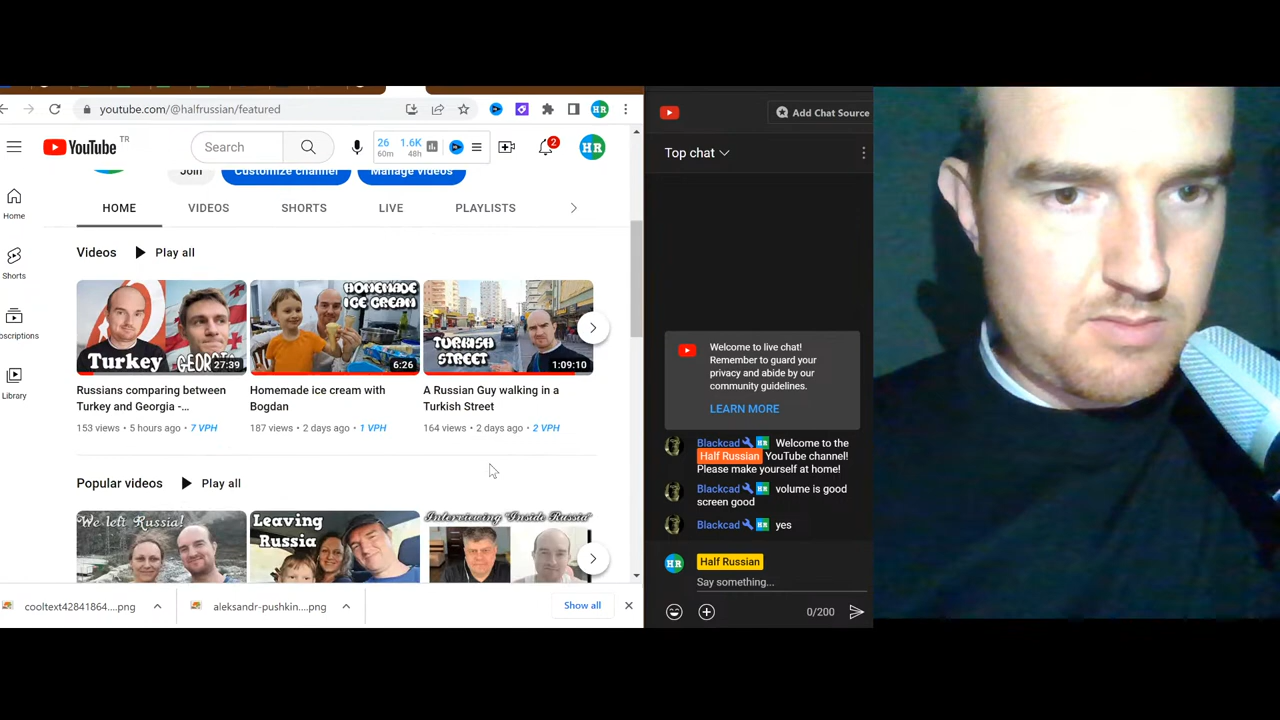 youtube.com/@halfrussian/featured
HR
YouTube TR
Search
26 1.6K
60m 48h
2
HR
Join
Customize channel
Manage videos
Home
Shorts
bscriptions
Library
HOME
VIDEOS
SHORTS
LIVE
PLAYLISTS
Videos
Play all
Turkey
GEORGIA
27:39
HOMEMADE
ICE CREAM
6:26
TURKISH
STREET
1:09:10
Russians comparing between
Turkey and Georgia -...
153 views • 5 hours ago • 7 VPH
Homemade ice cream with
Bogdan
187 views • 2 days ago • 1 VPH
A Russian Guy walking in a
Turkish Street
164 views • 2 days ago • 2 VPH
Popular videos
Play all
We left Russia!
Leaving
Russia
Interviewing "Inside Russia"
cooltext42841864....png
aleksandr-pushkin....png
Show all
Add Chat Source
Top chat
Welcome to live chat!
Remember to guard your
privacy and abide by our
community guidelines.
LEARN MORE
Blackcad HR Welcome to the
Half Russian YouTube channel!
Please make yourself at home!
Blackcad HR volume is good
screen good
Blackcad HR yes
HR
Half Russian
Say something...
0/200